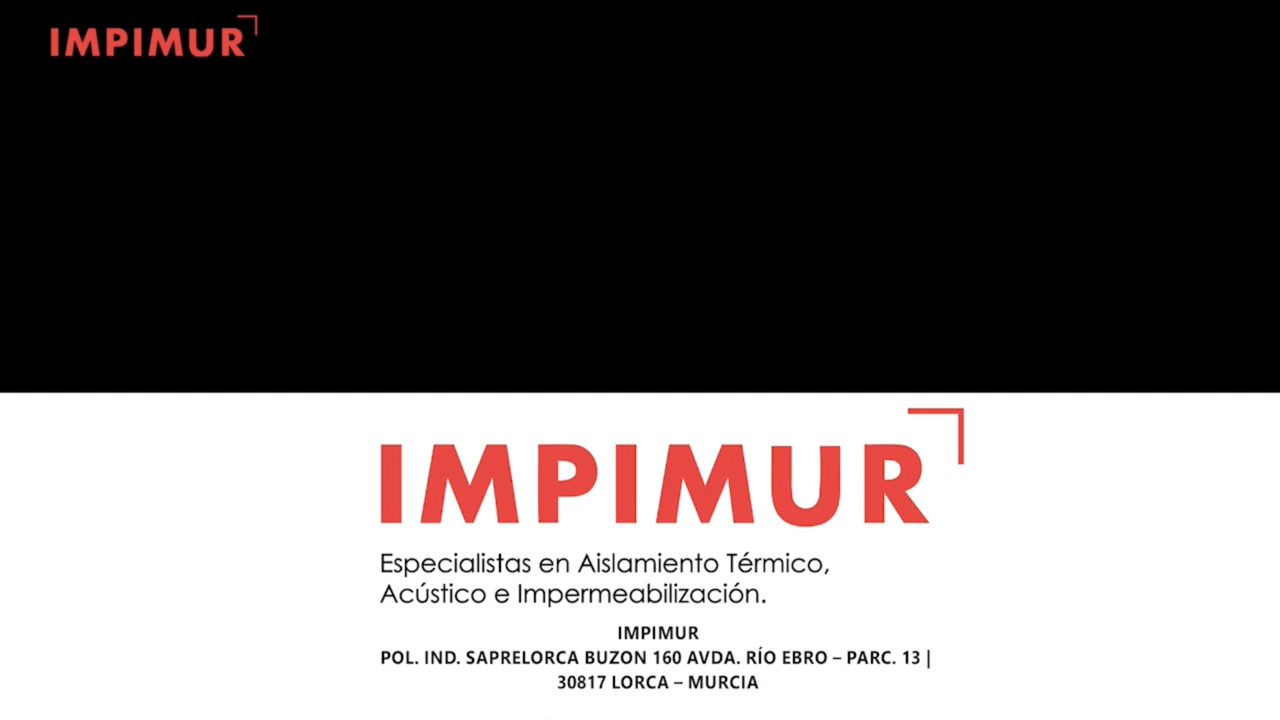 IMPIMUR
IMPIMUR
Especialistas en Aislamiento Térmico,
Acústico e Impermeabilización.
IMPIMUR
POL. IND. SAPRELORCA BUZON 160 AVDA. RÍO EBRO – PARC. 13 |
30817 LORCA – MURCIA